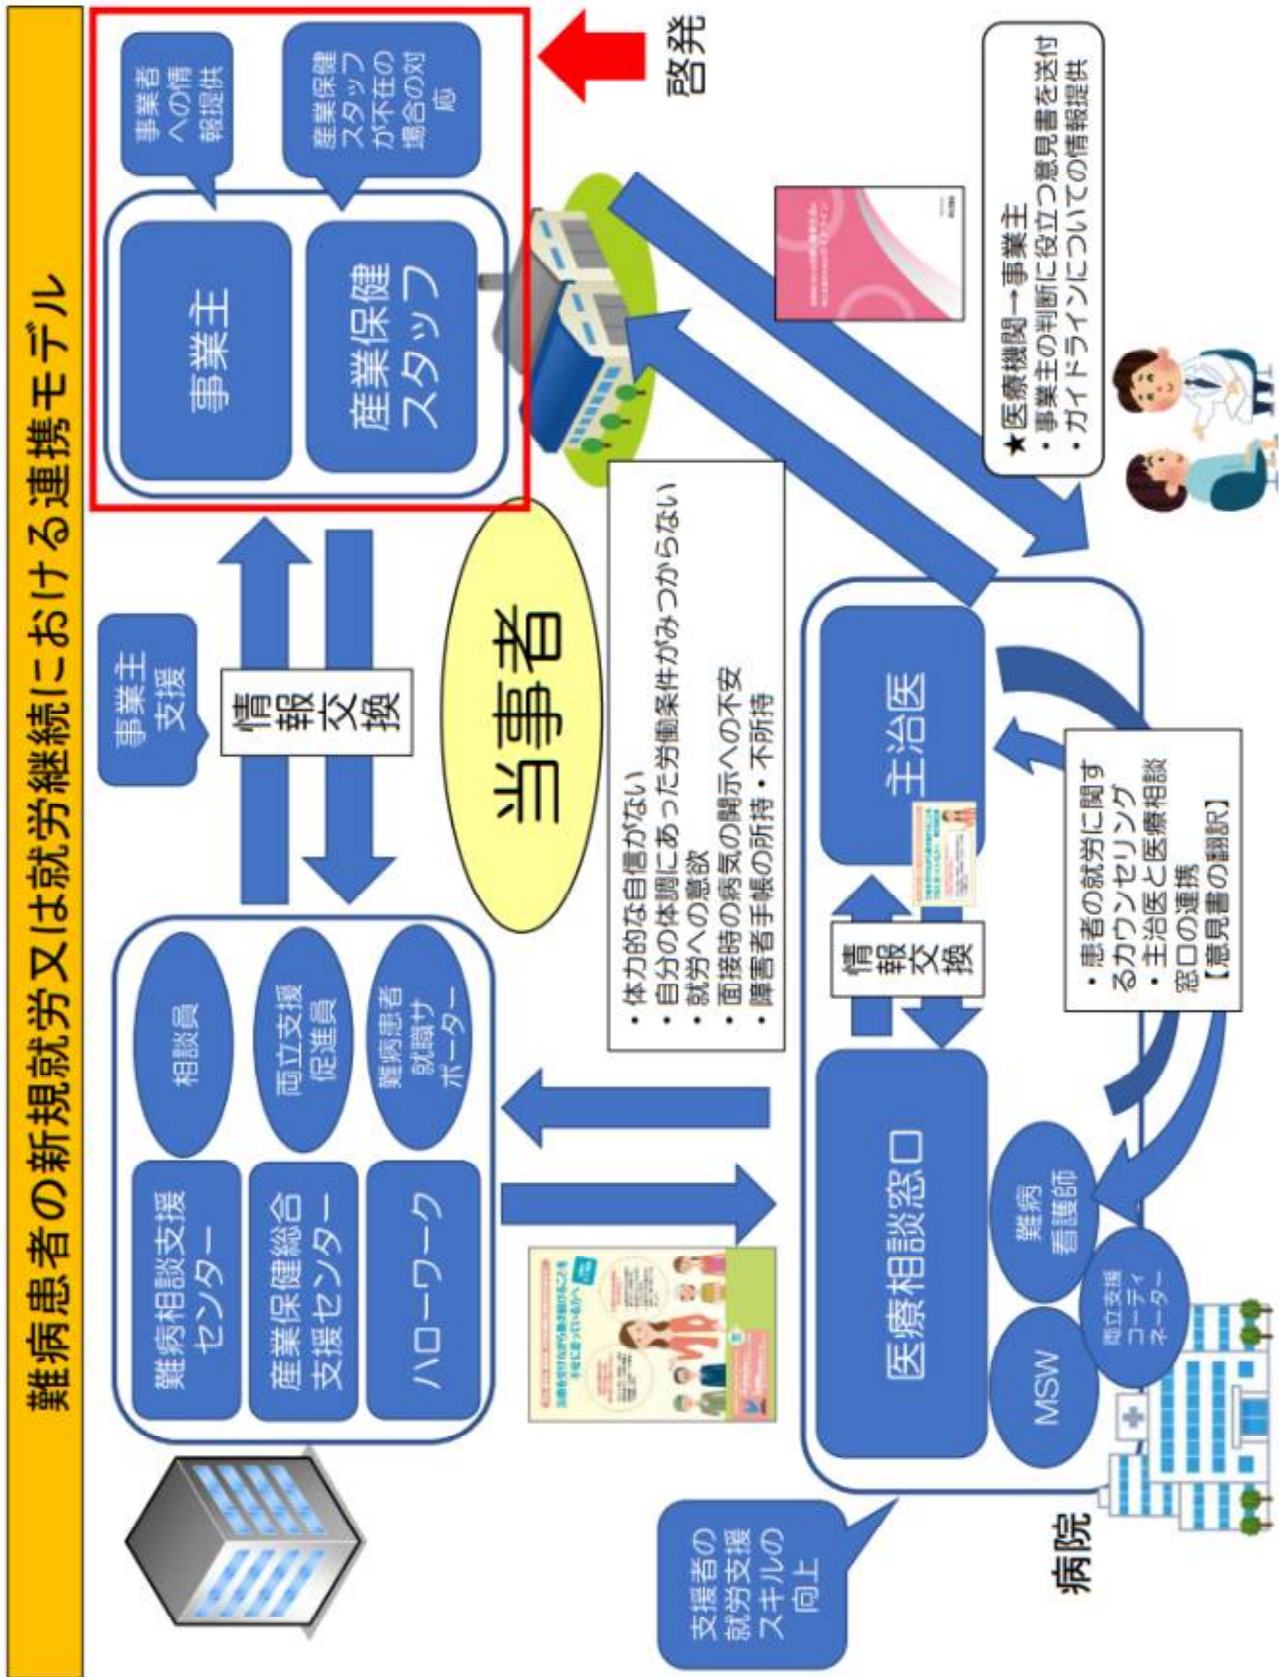 難病患者の新規就労又は就労継続における連携モデル
難病相談支援
センター
相談員
産業保健総合
支援センター
両立支援
促進員
ハローワーク
難病患者
就職サ
ポーター
事業主
支援
情
報
交
換
事業主
産業保健
スタッフ
事業者
への情
報提供
産業保健
スタッフ
が不在の
場合の対
応
啓発
当事者
・体力的な自信がない
・自分の体調にあった労働条件がみつからない
・就労への意欲
・面接時の病気の開示への不安
・障害者手帳の所持・不所持
支援者の
就労支援
スキルの
向上
医療相談窓口
情
報
交
換
主治医
MSW
難病
看護師
両立支援
コーディ
ネーター
病院
・患者の就労に関す
るカウンセリング
・主治医と医療相談
窓口の連携
【意見書の翻訳】
★医療機関→事業主
・事業主の判断に役立つ意見書を送付
・ガイドラインについての情報提供